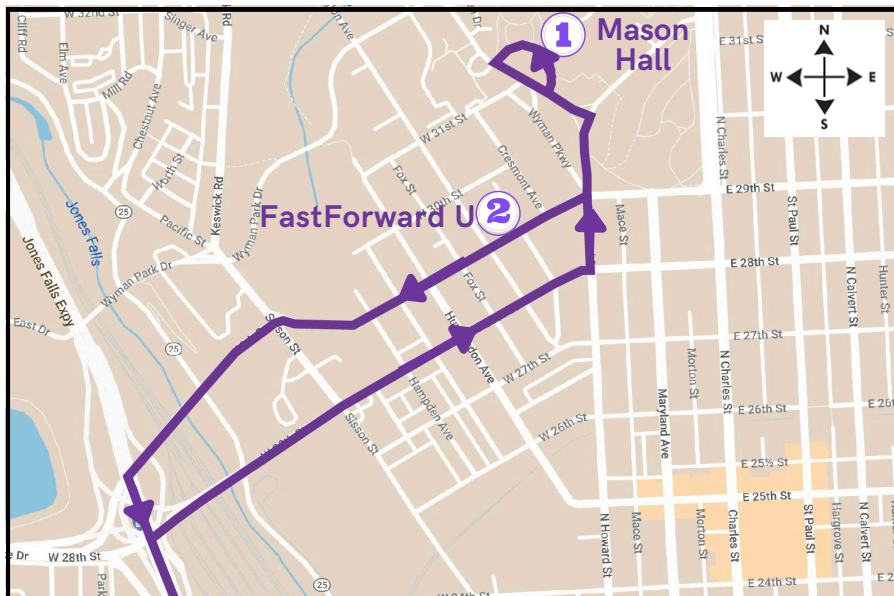 W 32nd St
Cliff Rd
Singer Ave
Elm Ave
Mill Rd
Chestnut Ave
Worth St
Pacific St
25
Keswick Rd
Wyman Park Dr
Wyman Park Dr
Jones Falls
Jones Falls Expy
East Dr
25
1
Mason
Hall
N
W
E
S
E 31st St
W 31st St
Wyman Pkwy
Cresmont Ave
Fox St
30th St
FastForward U
2
N Charles St
E 29th St
St Paul St
Mace St
E 28th St
N Calvert St
Hunter St
Fox St
E 27th St
W 27th St
Hampden Ave
Sisson St
Morton St
Maryland Ave
N Charles St
E 26th St
W 26th St
E 25½ St
E 25th St
N Howard St
Mace St
Morton St
Charles St
St Paul St
Hargrove St
N Calvert St
W 28th St
25
E 24th St